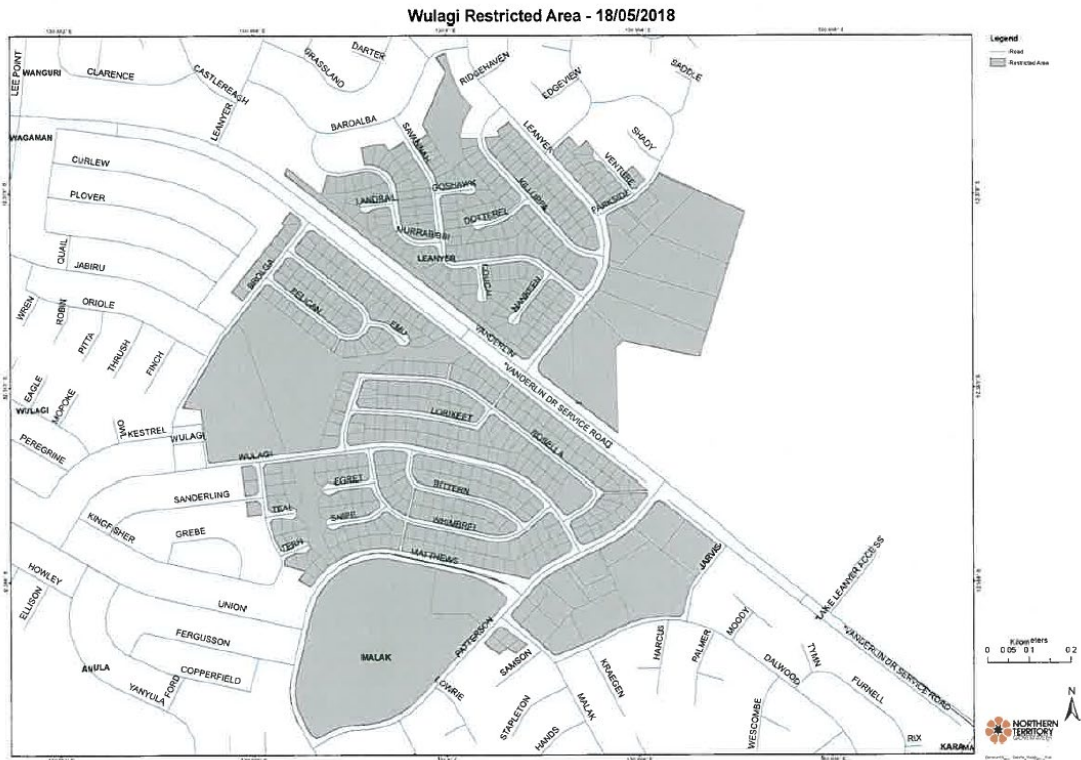 Wulagi Restricted Area - 18/05/2018
Legend
Road
Restricted Area
LEE POINT
WANGURI
CLARENCE
CASTLEREAGH
LEANYER
GRASSLAND
DARTER
RIDGEHAVEN
EDGEVIEW
SADDLE
BAROALBA
SAVANNAH
LEANYER
SHADY
VENTURE
PARKSIDE
WAGAMAN
CURLEW
PLOVER
QUAIL
JABIRU
ORIOLE
WREN
ROBIN
PITTA
THRUSH
FINCH
EAGLE
MOPOKE
WULAGI
PEREGRINE
OWL
KESTREL
WULAGI
LANDRAIL
GOSHAWK
DOTTEREL
LEANYER
NANKEEN
BROLGA
PELICAN
EMU
VANDERLIN
VANDERLIN DR SERVICE ROAD
LORIKEET
ROSELLA
WULAGI
EGRET
BITTERN
SNIPE
WHIMBREL
TEAL
TERN
MATTHEWS
SANDERLING
KINGFISHER
GREBE
HOWLEY
ELLISON
UNION
FERGUSSON
COPPERFIELD
ANULA
YANYULA
FORD
MALAK
PATTERSON
LOWRIE
SAMSON
STAPLETON
HANDS
KRAEGEN
MALAK
JARVIS
HARCUS
PALMER
MOODY
DALWOOD
WESCOMBE
TYMN
FURNELL
RIX
KARAMA
LAKE LEANYER ACCESS
VANDERLIN DR SERVICE ROAD
Kilometers
0 0.05 0.1 0.2
N
NORTHERN
TERRITORY
GOVERNMENT